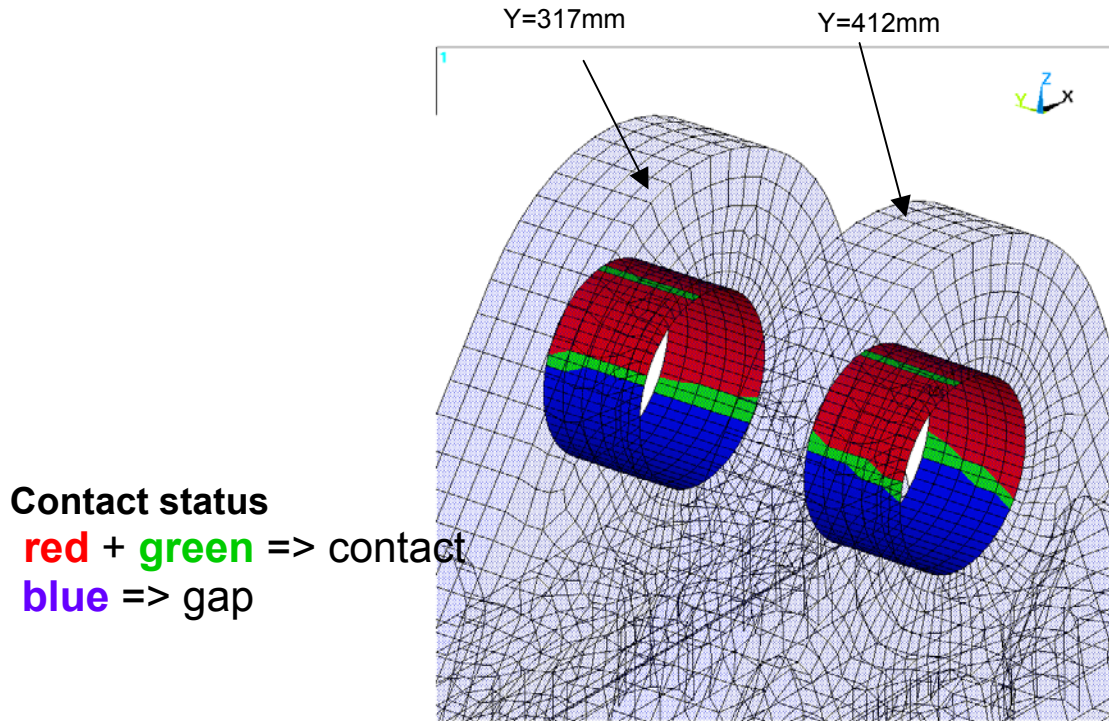 Y=317mm
Y=412mm
1
Z
Y
X
Contact status
red + green => contact
blue => gap